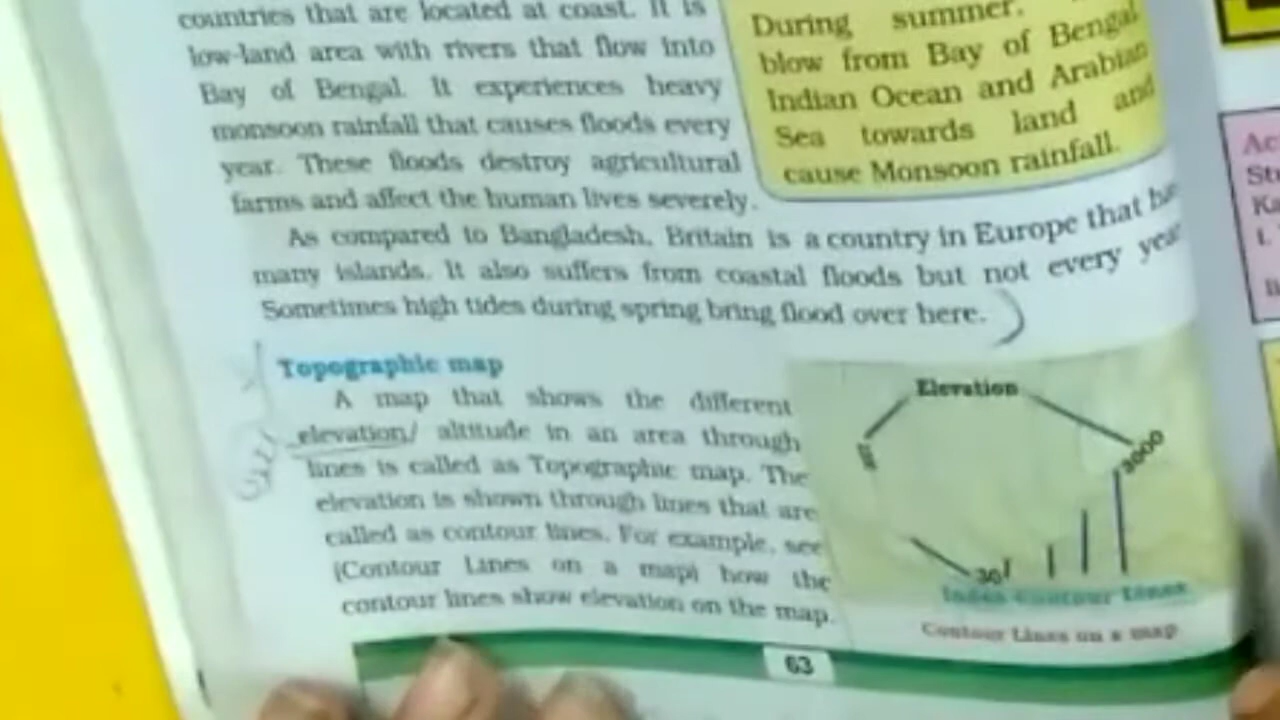 countries that are located at coast. It is
low-land area with rivers that flow into
Bay of Bengal. It experiences heavy
monsoon rainfall that causes floods every
year. These floods destroy agricultural
farms and affect the human lives severely.
During summer,
blow from Bay of Bengal
Indian Ocean and Arabian
Sea towards land and
cause Monsoon rainfall.
As compared to Bangladesh, Britain is a country in Europe that
many islands. It also suffers from coastal floods but not every
Sometimes high tides during spring bring flood over here.
Topographic map
A map that shows the different
elevation/ altitude in an area through
lines is called as Topographic map. The
elevation is shown through lines that are
called as contour lines. For example, see
(Contour Lines on a map) how the
contour lines show elevation on the map.
Elevation
3000
30
Index Contour Lines
Contour Lines on a map
63